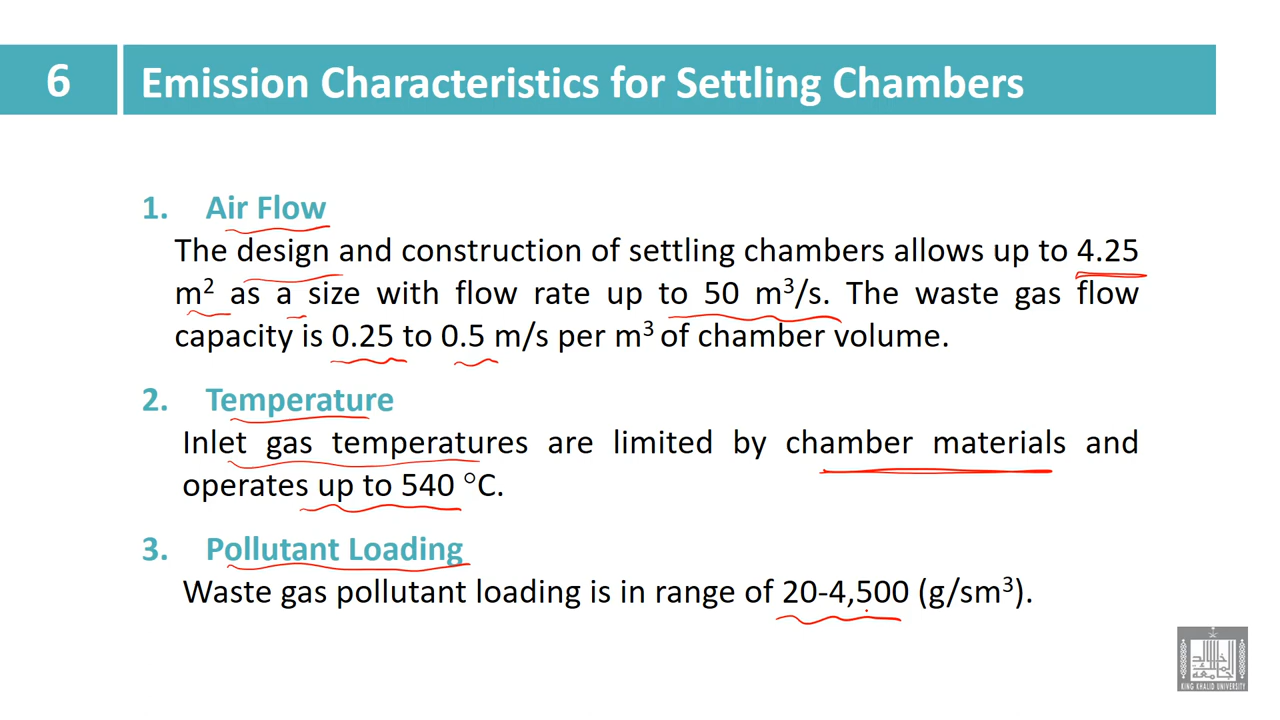 6
Emission Characteristics for Settling Chambers
1. Air Flow
The design and construction of settling chambers allows up to 4.25
m² as a size with flow rate up to 50 m³/s. The waste gas flow
capacity is 0.25 to 0.5 m/s per m³ of chamber volume.
2. Temperature
Inlet gas temperatures are limited by chamber materials and
operates up to 540 °C.
3. Pollutant Loading
Waste gas pollutant loading is in range of 20-4,500 (g/sm³).
KING KHALID UNIVERSITY